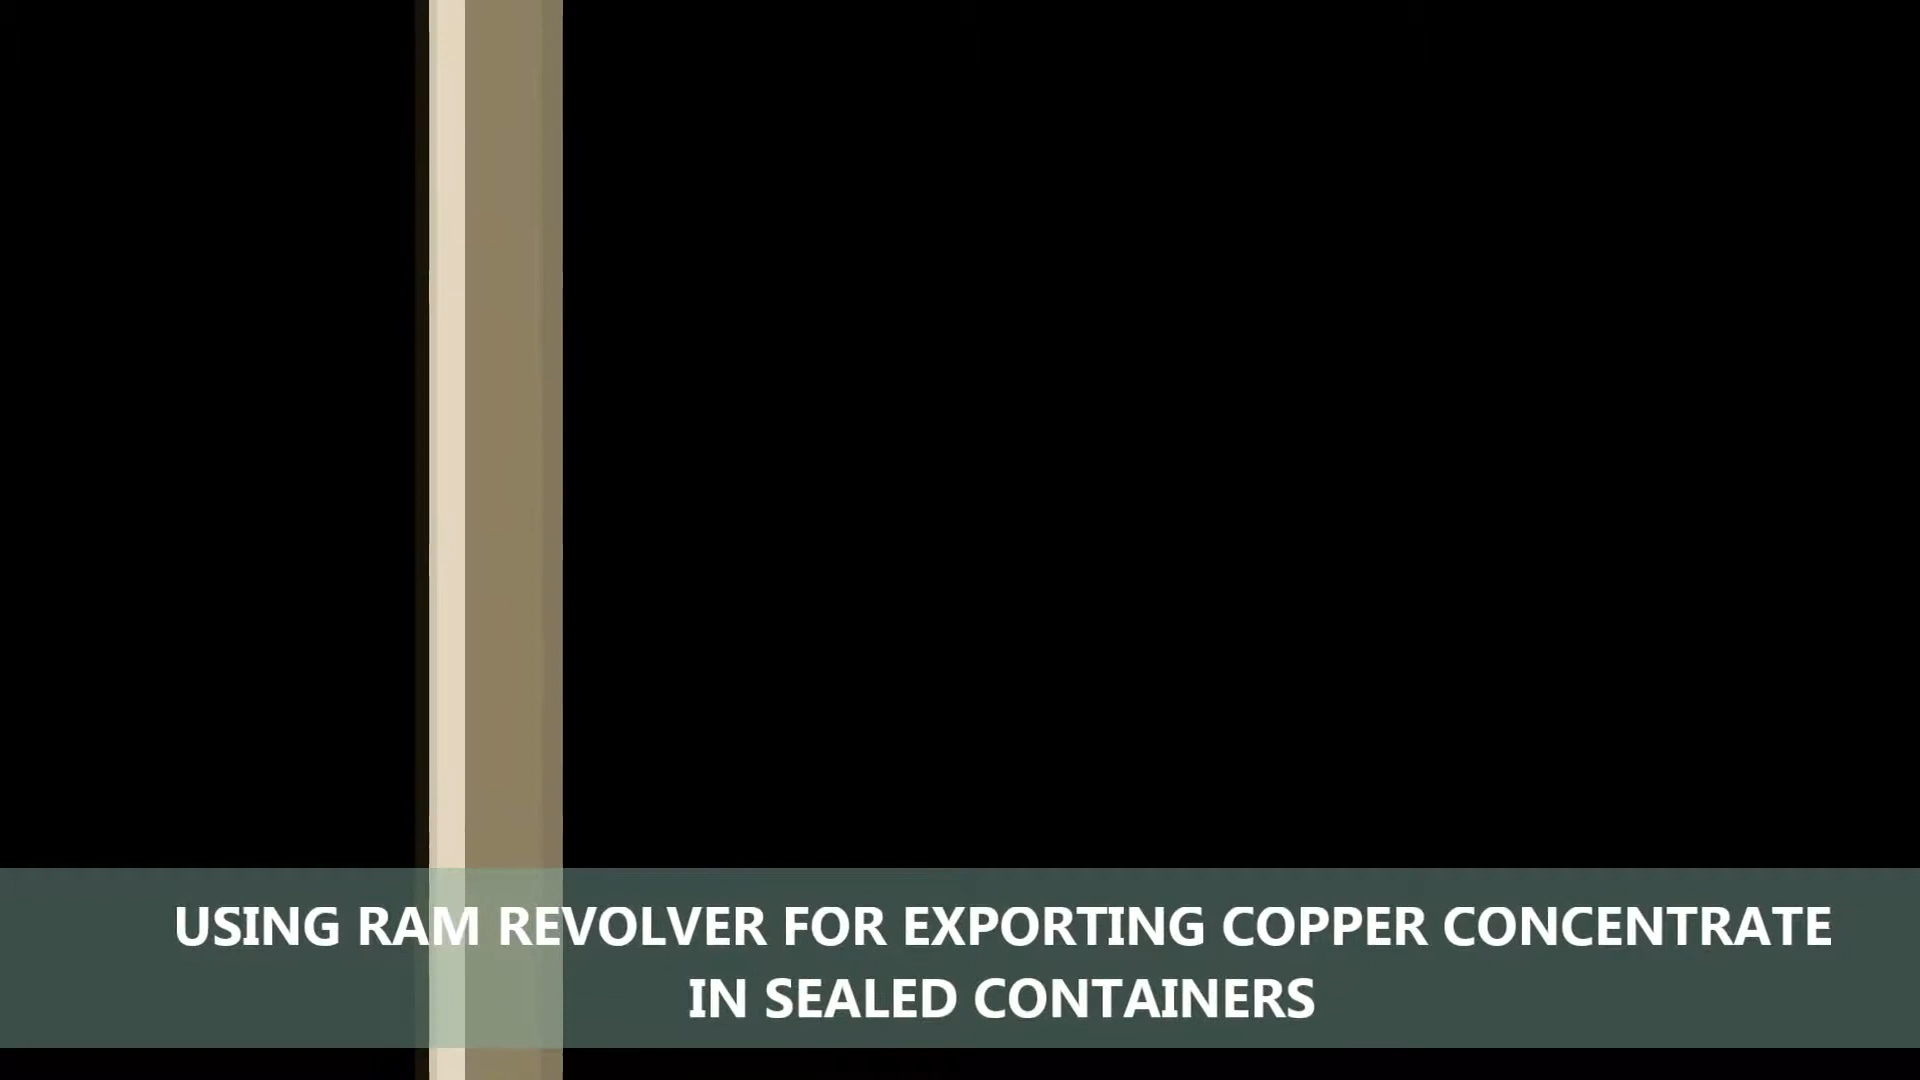 USING RAM REVOLVER FOR EXPORTING COPPER CONCENTRATE
IN SEALED CONTAINERS